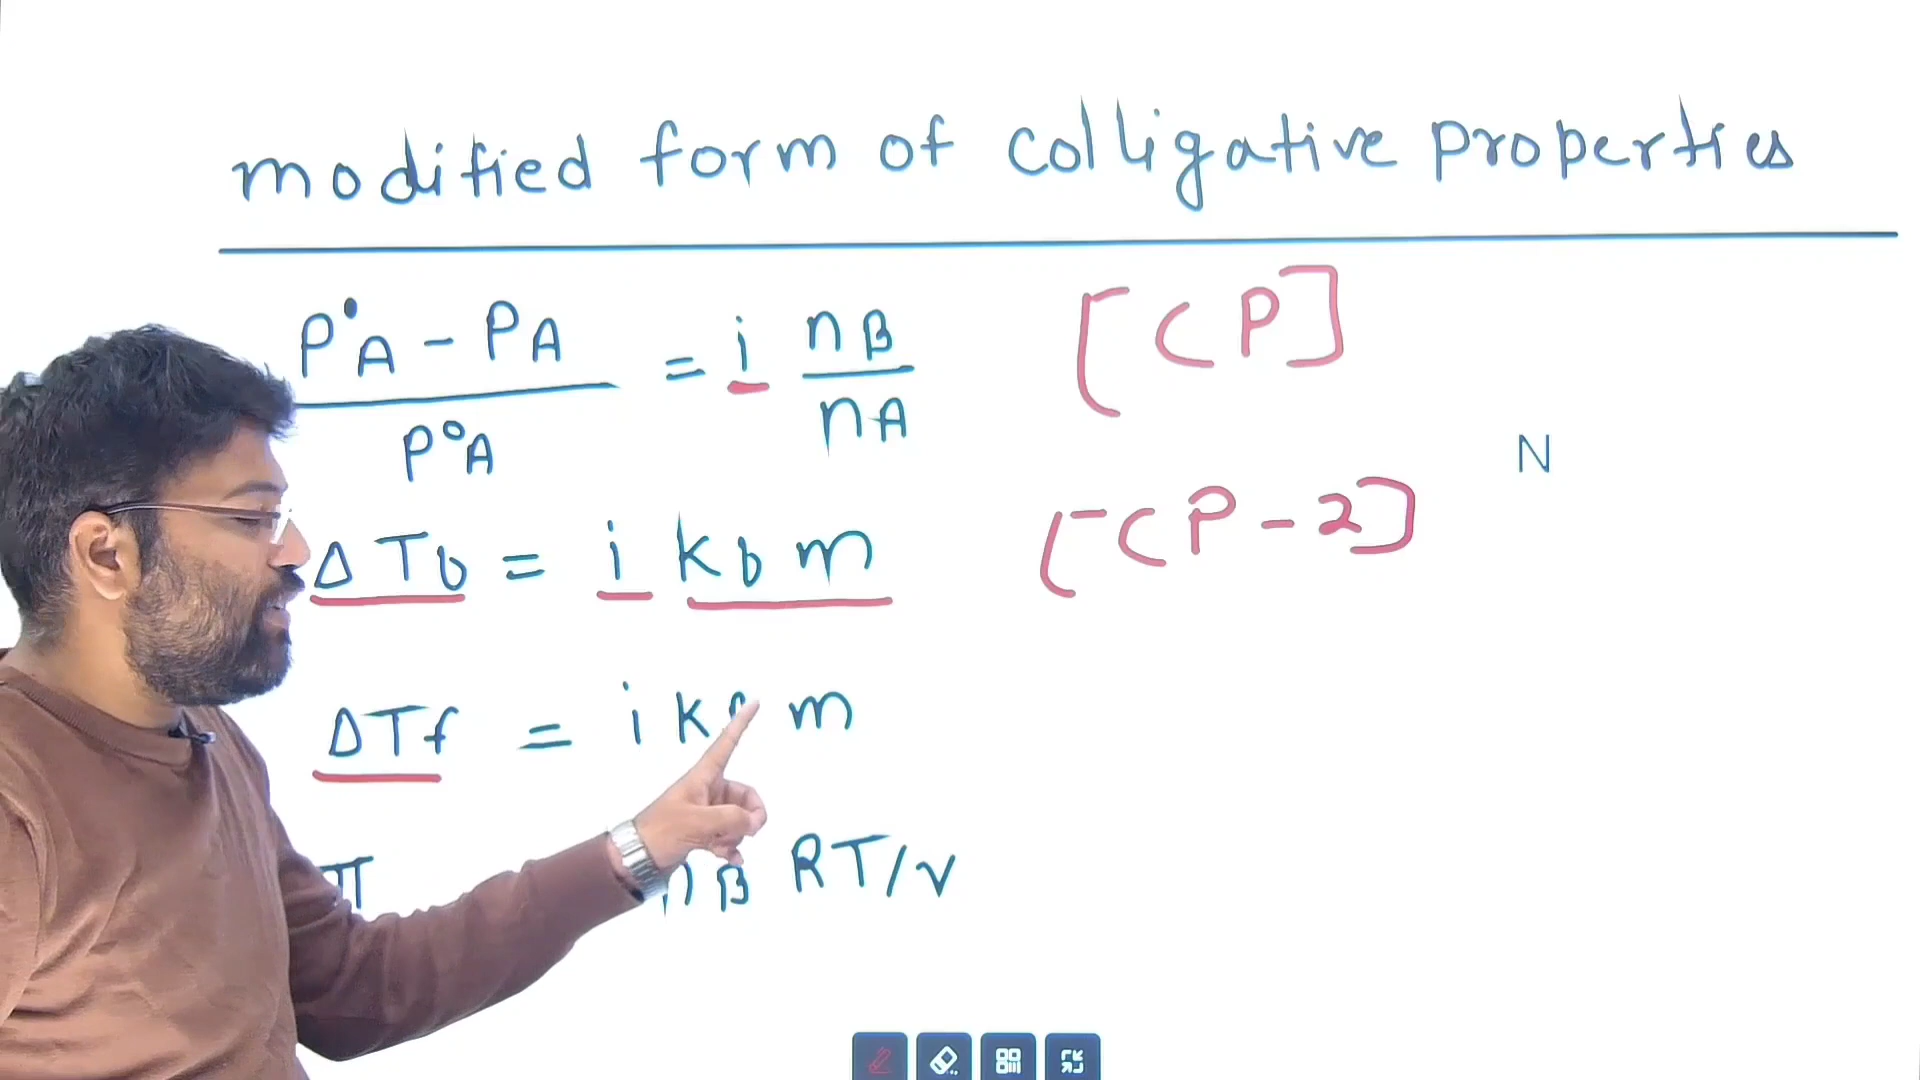 modified form of colligative properties
P°A - PA / P°A = i nB / nA [CP]
N
ΔTb = i kb m [CP-2]
ΔTf = i k m
π nB RT/V